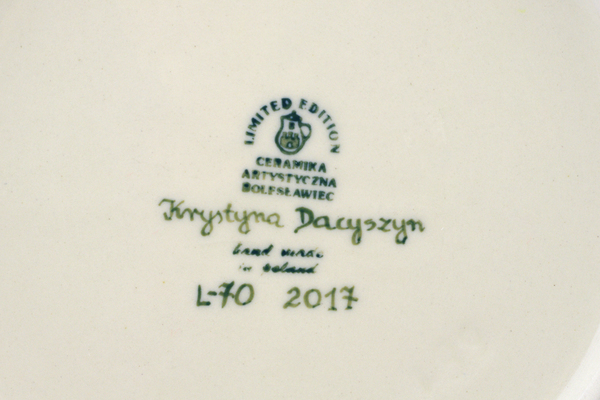 LIMITED EDITION
CERAMIKA
ARTYSTYCZNA
BOLESŁAWIEC
Krystyna Dacyszyn
hand made
in poland
L-70 2017